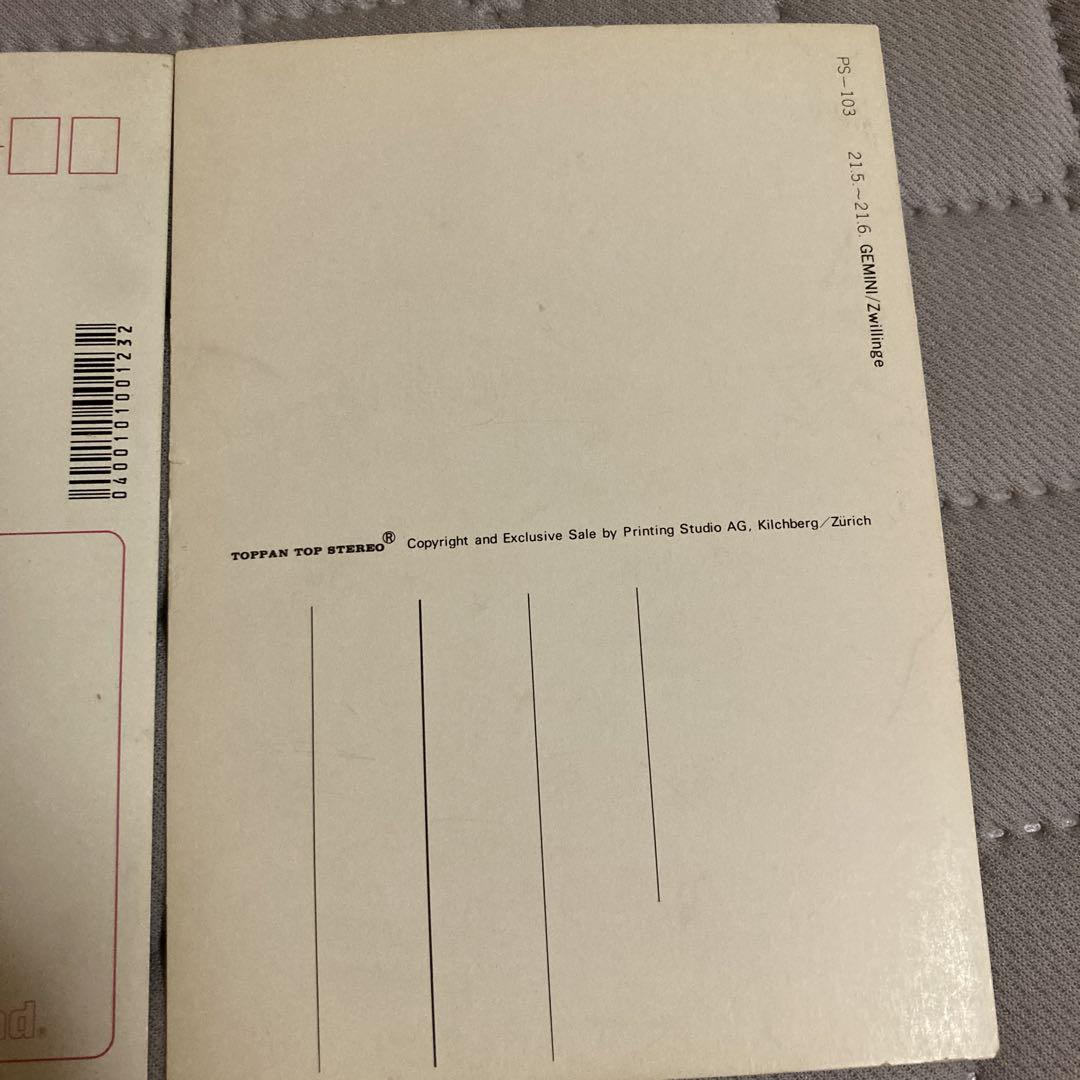 PS-103 21.5.~21.6. GEMINI/Zwillinge
TOPPAN TOP STEREO® Copyright and Exclusive Sale by Printing Studio AG, Kilchberg/Zürich
0400101001232